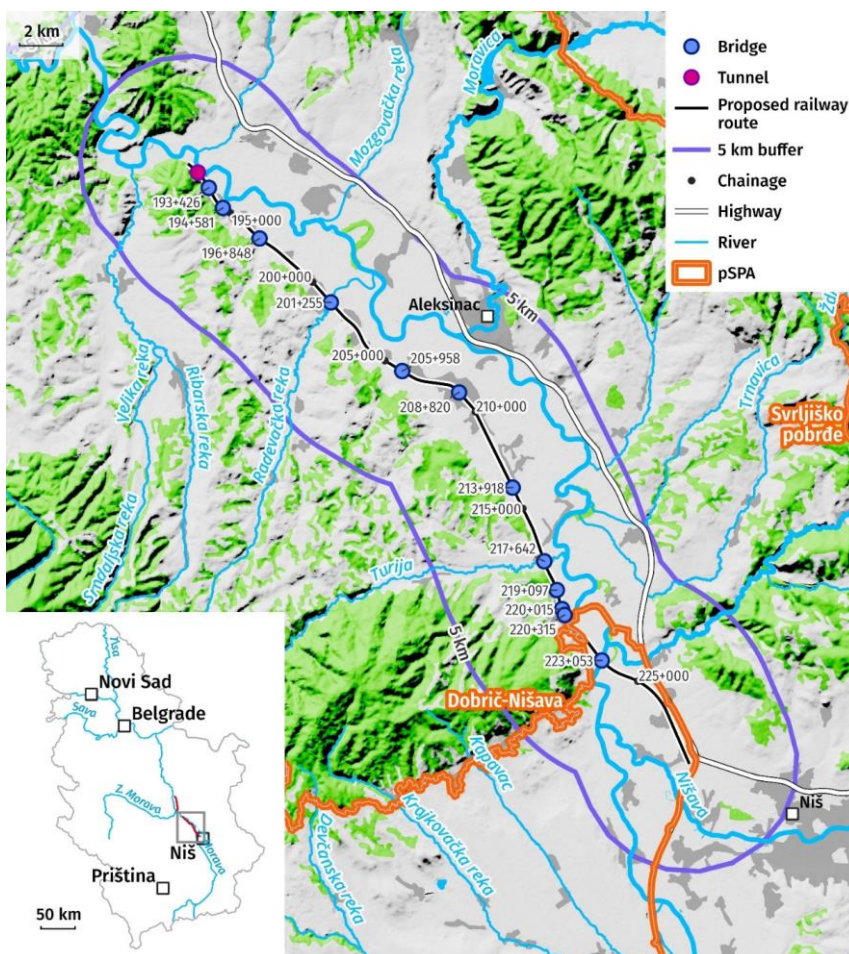 2 km
Moravica
Mozgovačka reka
Bridge
Tunnel
Proposed railway
route
5 km buffer
Chainage
Highway
River
pSPA
193+426
194+581
195+000
196+848
200+000
201+255
Aleksinac
5 km
205+000
205+958
208+820
210+000
Velika reka
Ribarska reka
Radevačka reka
Trnavica
Svrljiško
pobrđe
213+918
215+000
Srndaljska reka
217+642
Turija
219+097
220+015
220+315
5 km
223+053
225+000
Dobrič-Nišava
Kapavac
Krajkovačka reka
Devčanska reka
Nišava
Niš
Tisa
Novi Sad
Sava
Belgrade
Z. Morava
Niš
Morava
Priština
50 km